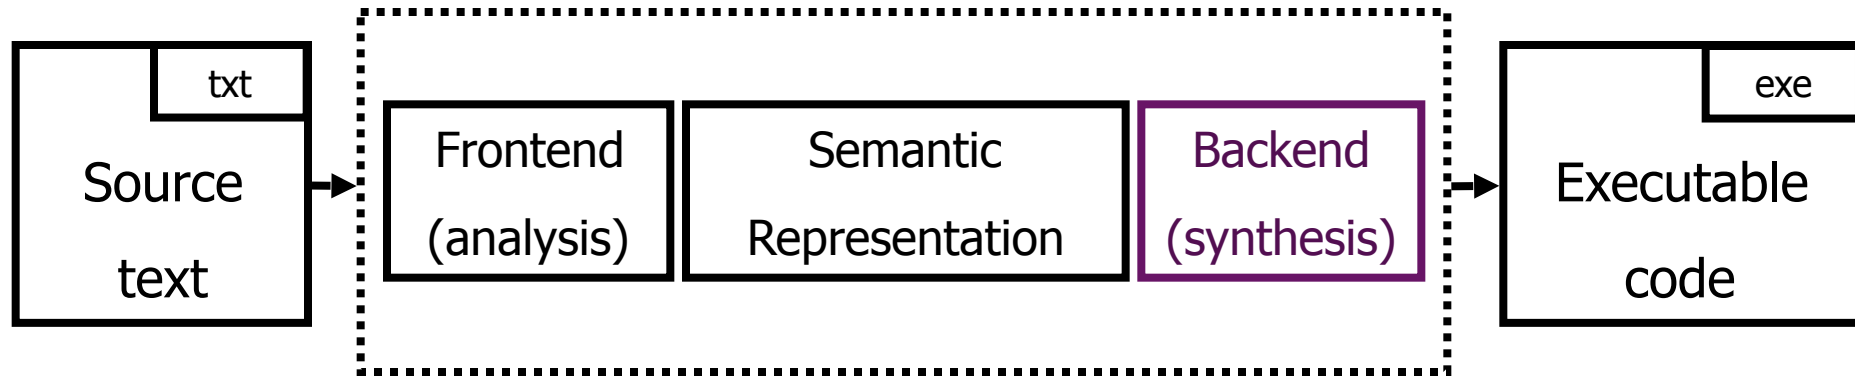 txt
Source
text
Frontend
(analysis)
Semantic
Representation
Backend
(synthesis)
exe
Executable
code